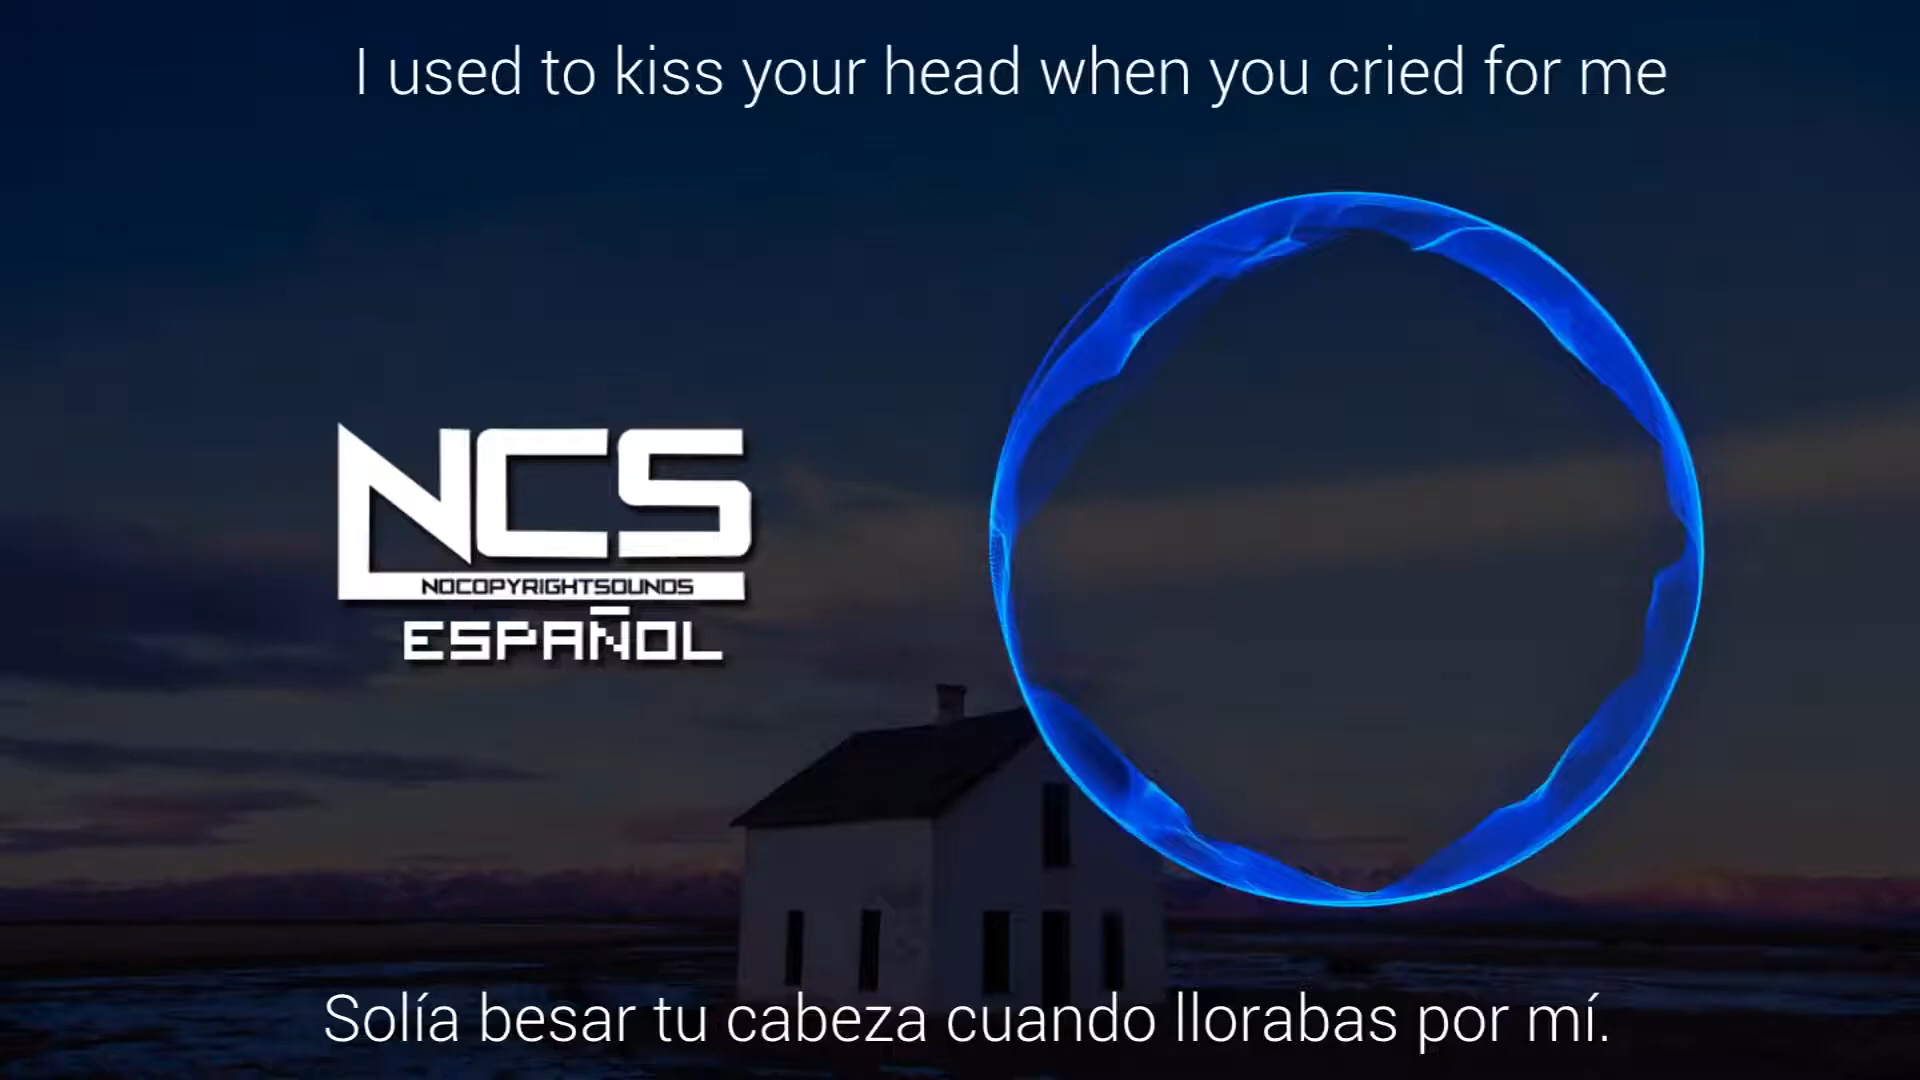 I used to kiss your head when you cried for me
NCS
NOCOPYRIGHTSOUNDS
ESPAÑOL
Solía besar tu cabeza cuando llorabas por mí.